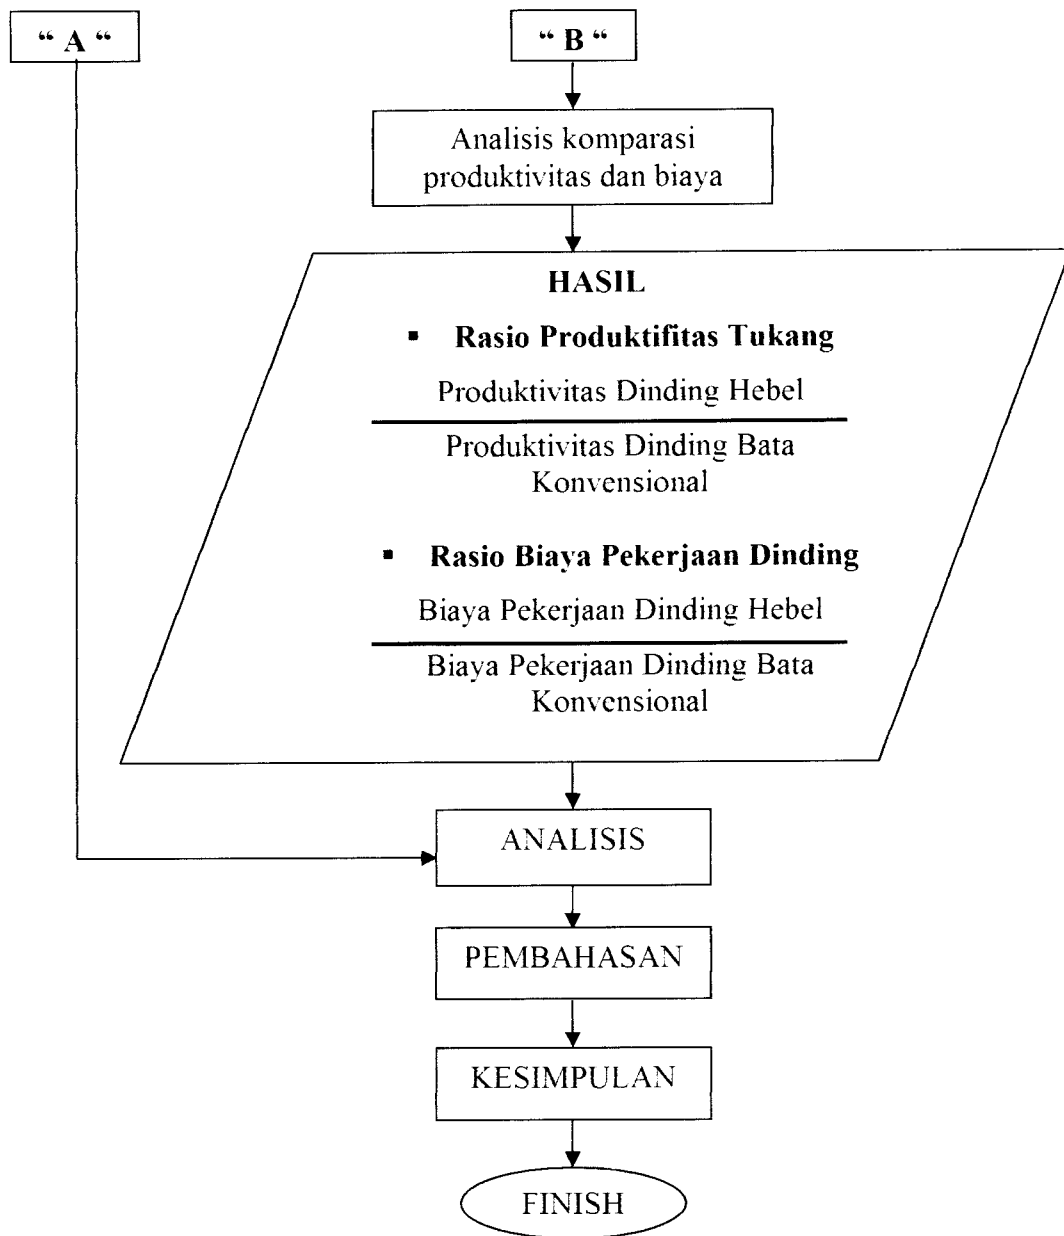 “ A “
“ B “
Analisis komparasi
produktivitas dan biaya
HASIL
▪ Rasio Produktifitas Tukang
Produktivitas Dinding Hebel
Produktivitas Dinding Bata
Konvensional
▪ Rasio Biaya Pekerjaan Dinding
Biaya Pekerjaan Dinding Hebel
Biaya Pekerjaan Dinding Bata
Konvensional
ANALISIS
PEMBAHASAN
KESIMPULAN
FINISH